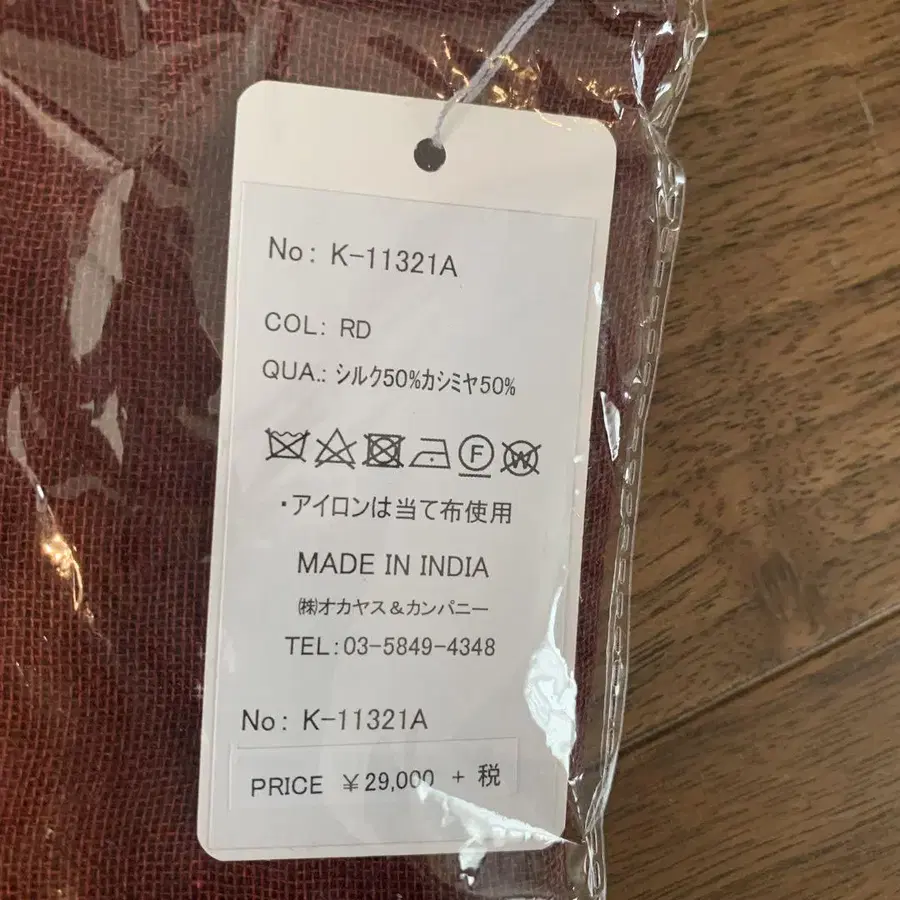 No: K-11321A
COL: RD
QUA.: シルク50%カシミヤ50%
F W
・アイロンは当て布使用
MADE IN INDIA
㈱オカヤス&カンパニー
TEL:03-5849-4348
No: K-11321A
PRICE ¥29,000 + 税